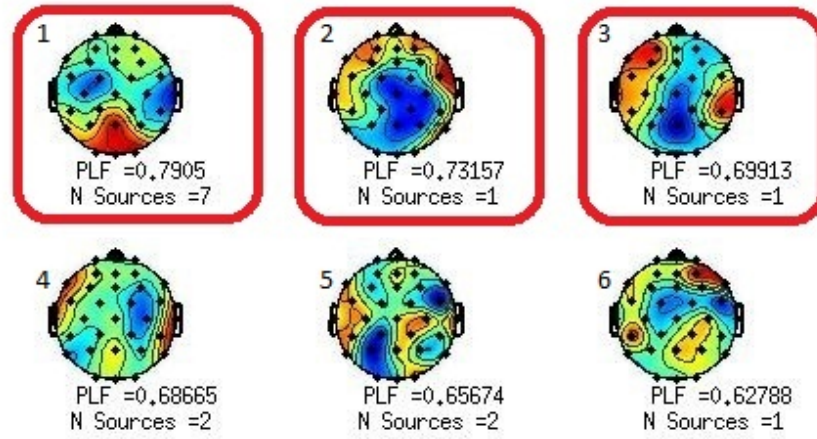 1 2 3
PLF =0.7905 PLF =0.73157 PLF =0.69913
N Sources =7 N Sources =1 N Sources =1
4 5 6
PLF =0.68665 PLF =0.65674 PLF =0.62788
N Sources =2 N Sources =2 N Sources =1